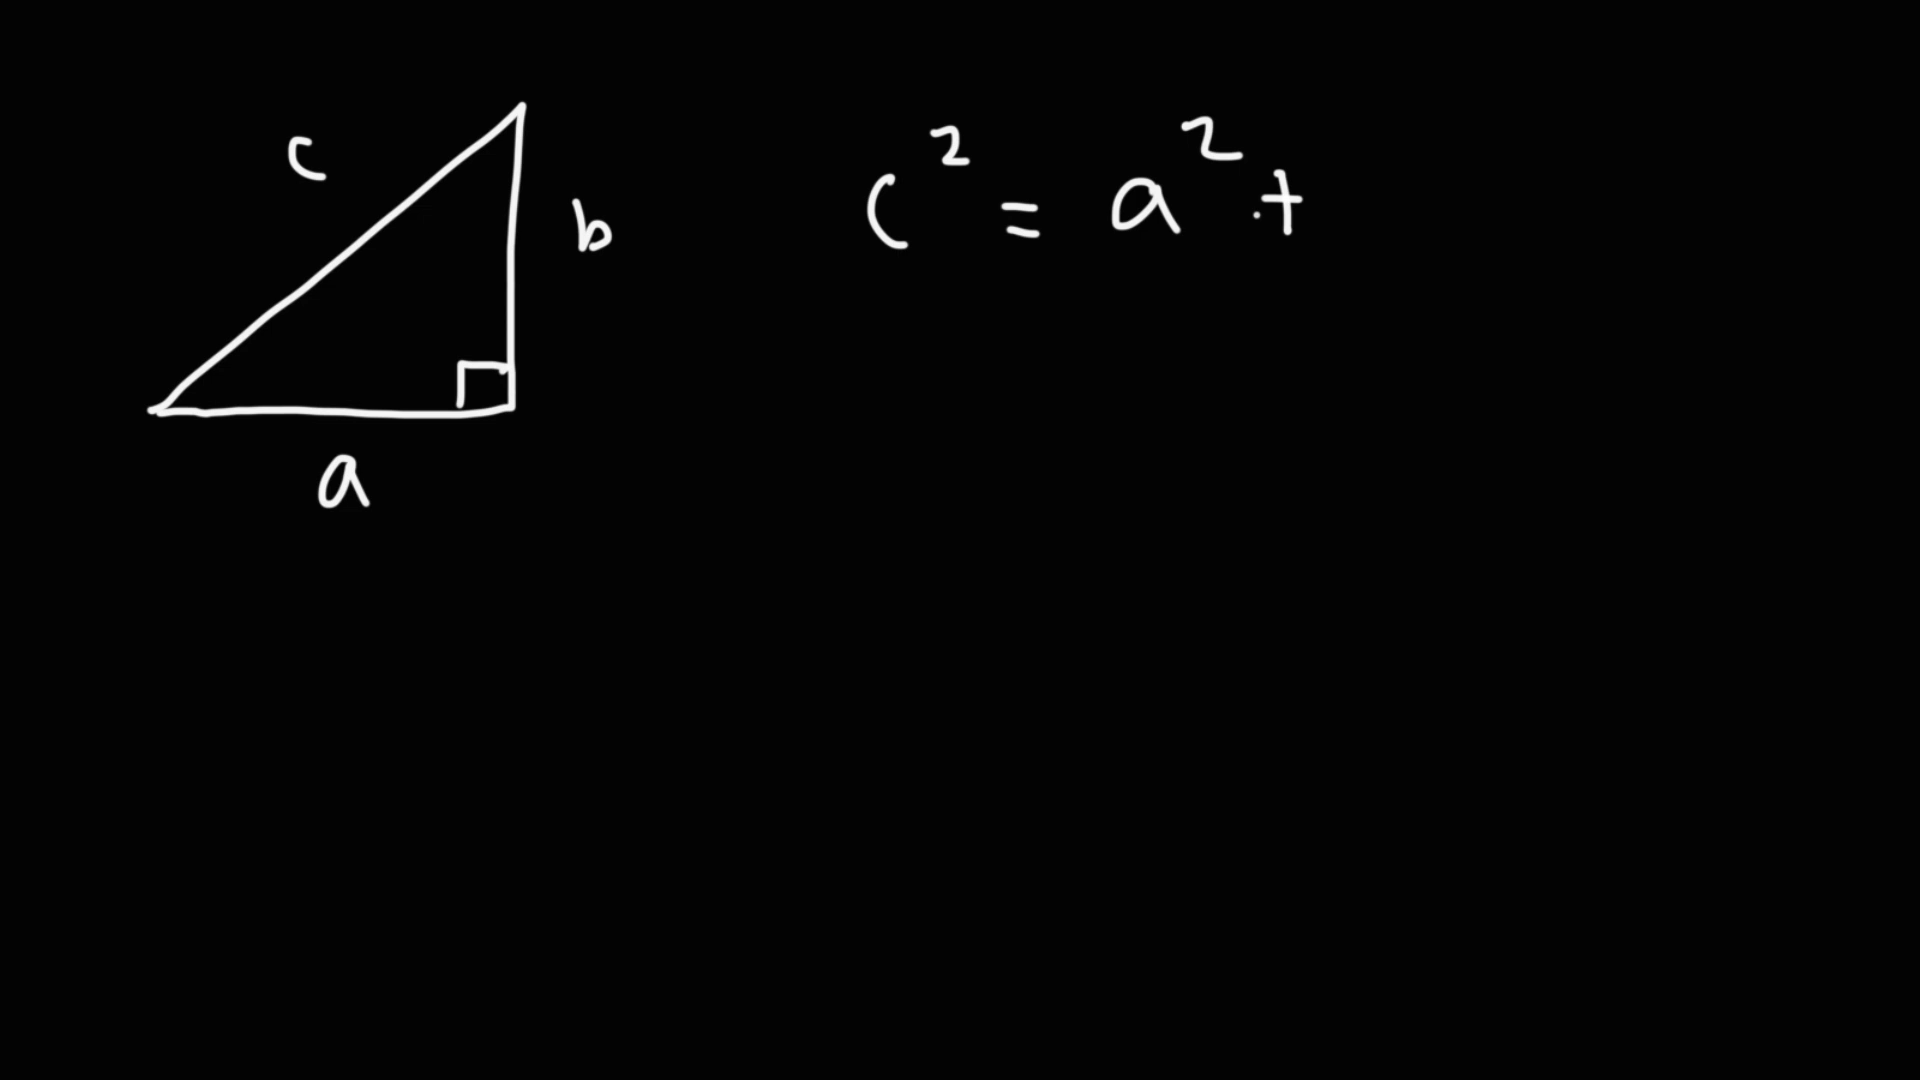 c
b
a
c² = a² +